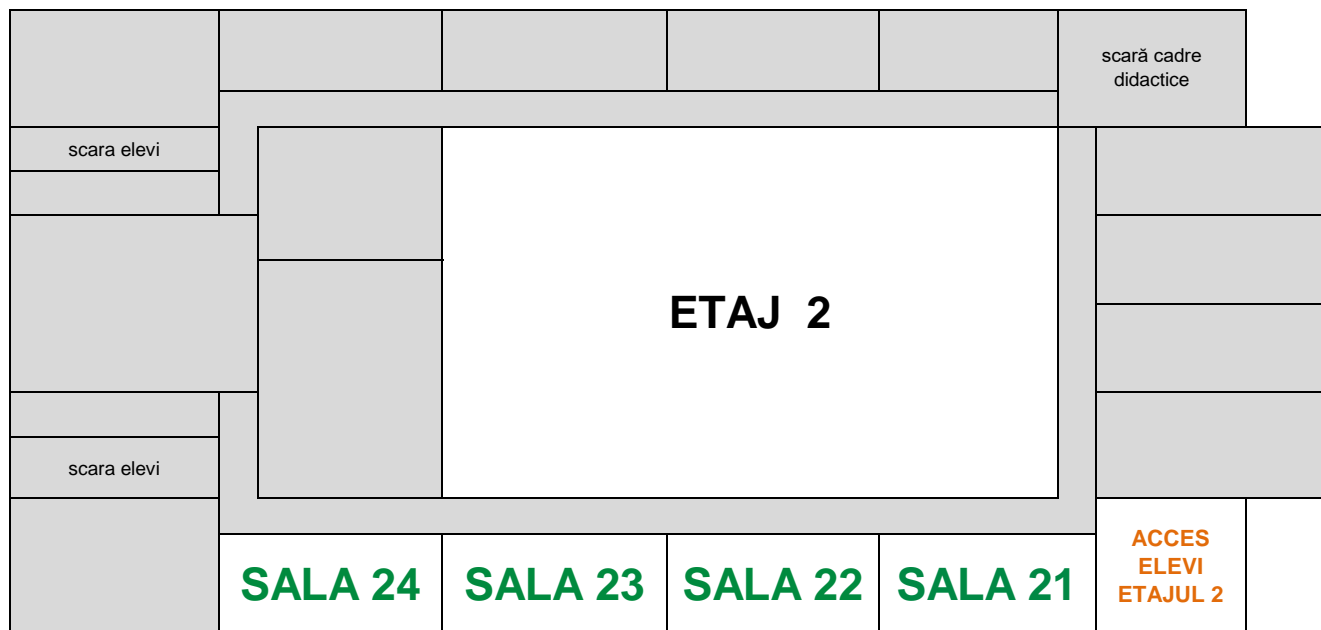 scară cadre
didactice
scara elevi
ETAJ 2
scara elevi
SALA 24
SALA 23
SALA 22
SALA 21
ACCES
ELEVI
ETAJUL 2